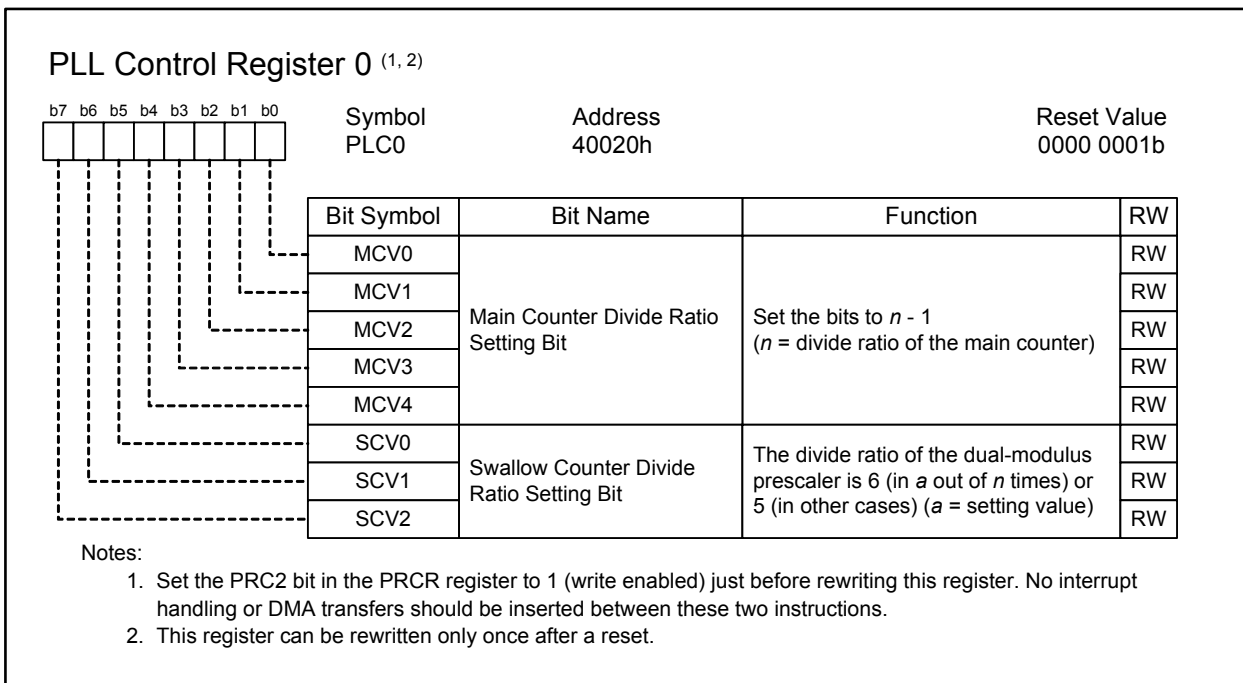 PLL Control Register 0 (1, 2)
b7 b6 b5 b4 b3 b2 b1 b0
Symbol Address Reset Value
PLC0 40020h 0000 0001b
Bit Symbol Bit Name Function RW
MCV0 RW
MCV1 RW
MCV2 RW
MCV3 RW
MCV4 RW
Main Counter Divide Ratio
Setting Bit
Set the bits to n - 1
(n = divide ratio of the main counter)
SCV0 RW
SCV1 RW
SCV2 RW
Swallow Counter Divide
Ratio Setting Bit
The divide ratio of the dual-modulus
prescaler is 6 (in a out of n times) or
5 (in other cases) (a = setting value)
Notes:
1. Set the PRC2 bit in the PRCR register to 1 (write enabled) just before rewriting this register. No interrupt
handling or DMA transfers should be inserted between these two instructions.
2. This register can be rewritten only once after a reset.